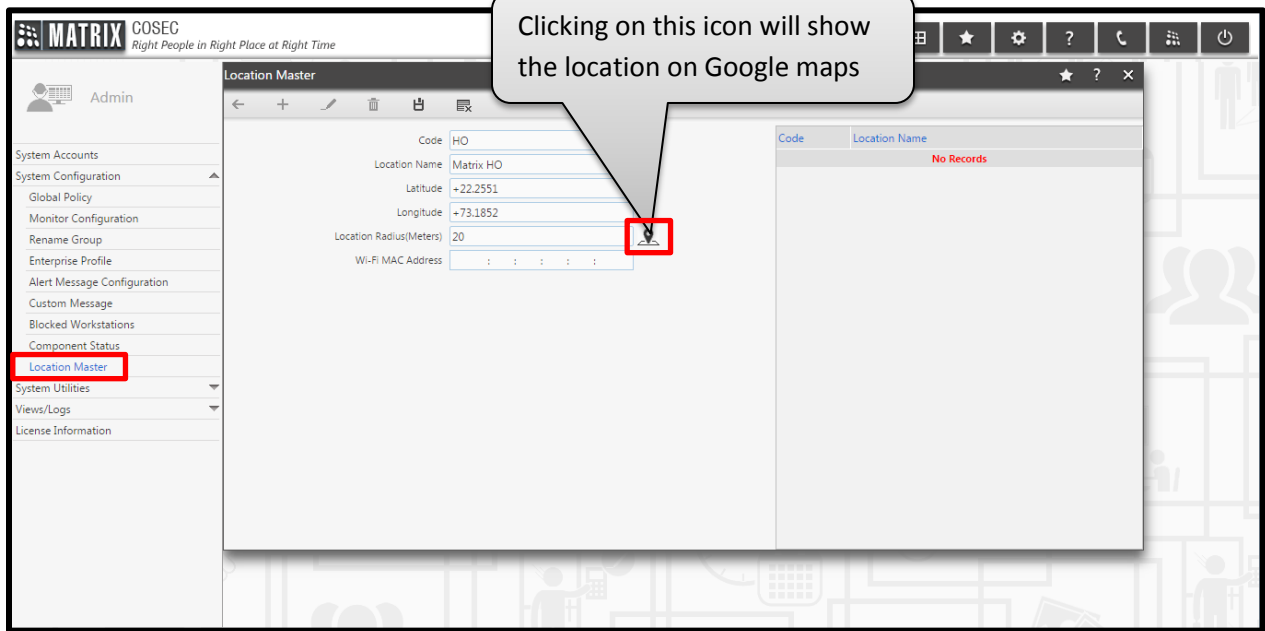 MATRIX COSEC
Right People in Right Place at Right Time
Clicking on this icon will show
the location on Google maps
?
Admin
System Accounts
System Configuration
Global Policy
Monitor Configuration
Rename Group
Enterprise Profile
Alert Message Configuration
Custom Message
Blocked Workstations
Component Status
Location Master
System Utilities
Views/Logs
License Information
Location Master
?
Code HO
Location Name Matrix HO
Latitude +22.2551
Longitude +73.1852
Location Radius(Meters) 20
Wi-Fi MAC Address : : : : :
Code Location Name
No Records